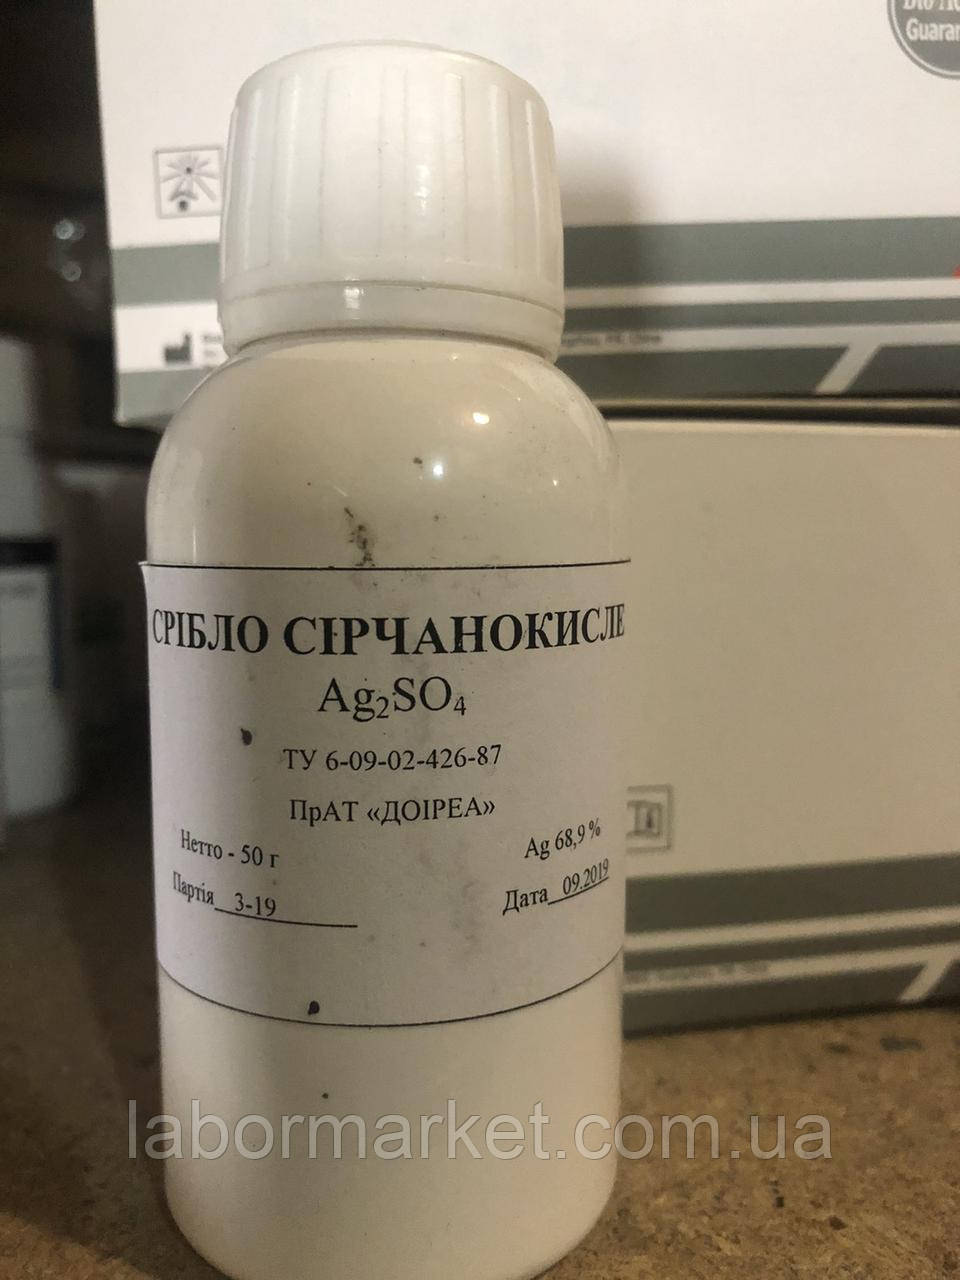 Guaran
СРІБЛО СІРЧАНОКИСЛЕ
Ag₂SO₄
ТУ 6-09-02-426-87
ПрАТ «ДОІРЕА»
Нетто - 50 г
Ag 68,9 %
Партія 3-19
Дата 09.2019
labormarket.com.ua